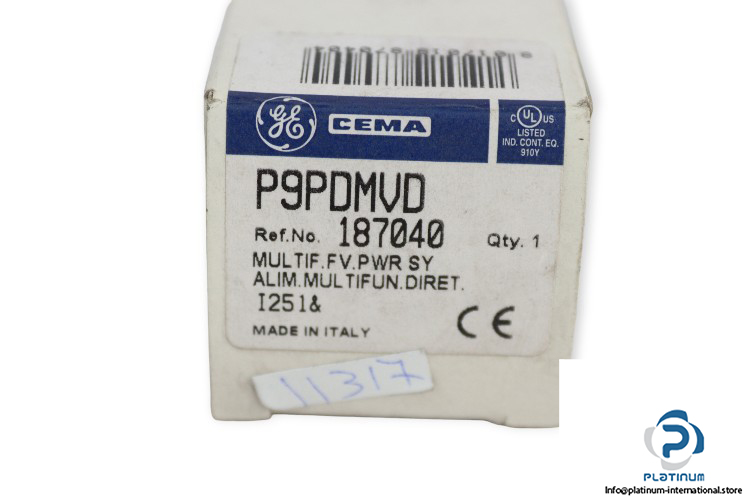 GE CEMA
C UL US
LISTED
IND. CONT. EQ.
910Y
P9PDMVD
Ref.No. 187040 Qty. 1
MULTIF.FV.PWR SY
ALIM.MULTIFUN.DIRET.
I251&
MADE IN ITALY
CE
11317
PLATINUM
Info@platinum-international.store